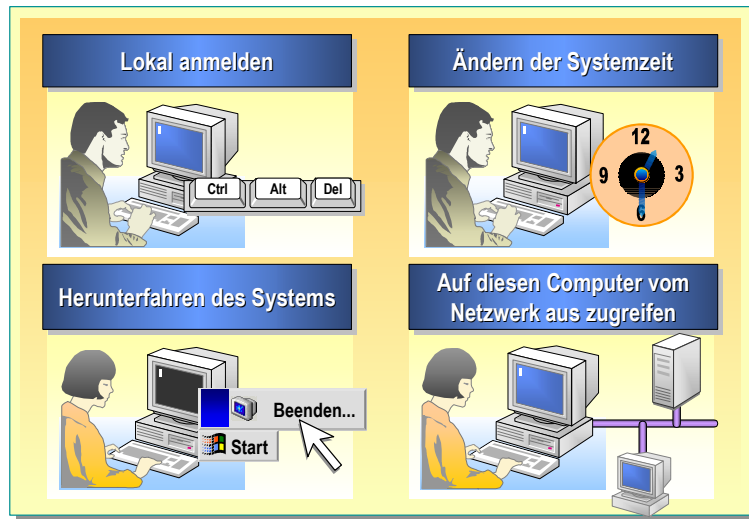 Lokal anmelden
Ctrl Alt Del
Ändern der Systemzeit
12
9 3
6
Herunterfahren des Systems
Beenden...
Start
Auf diesen Computer vom
Netzwerk aus zugreifen